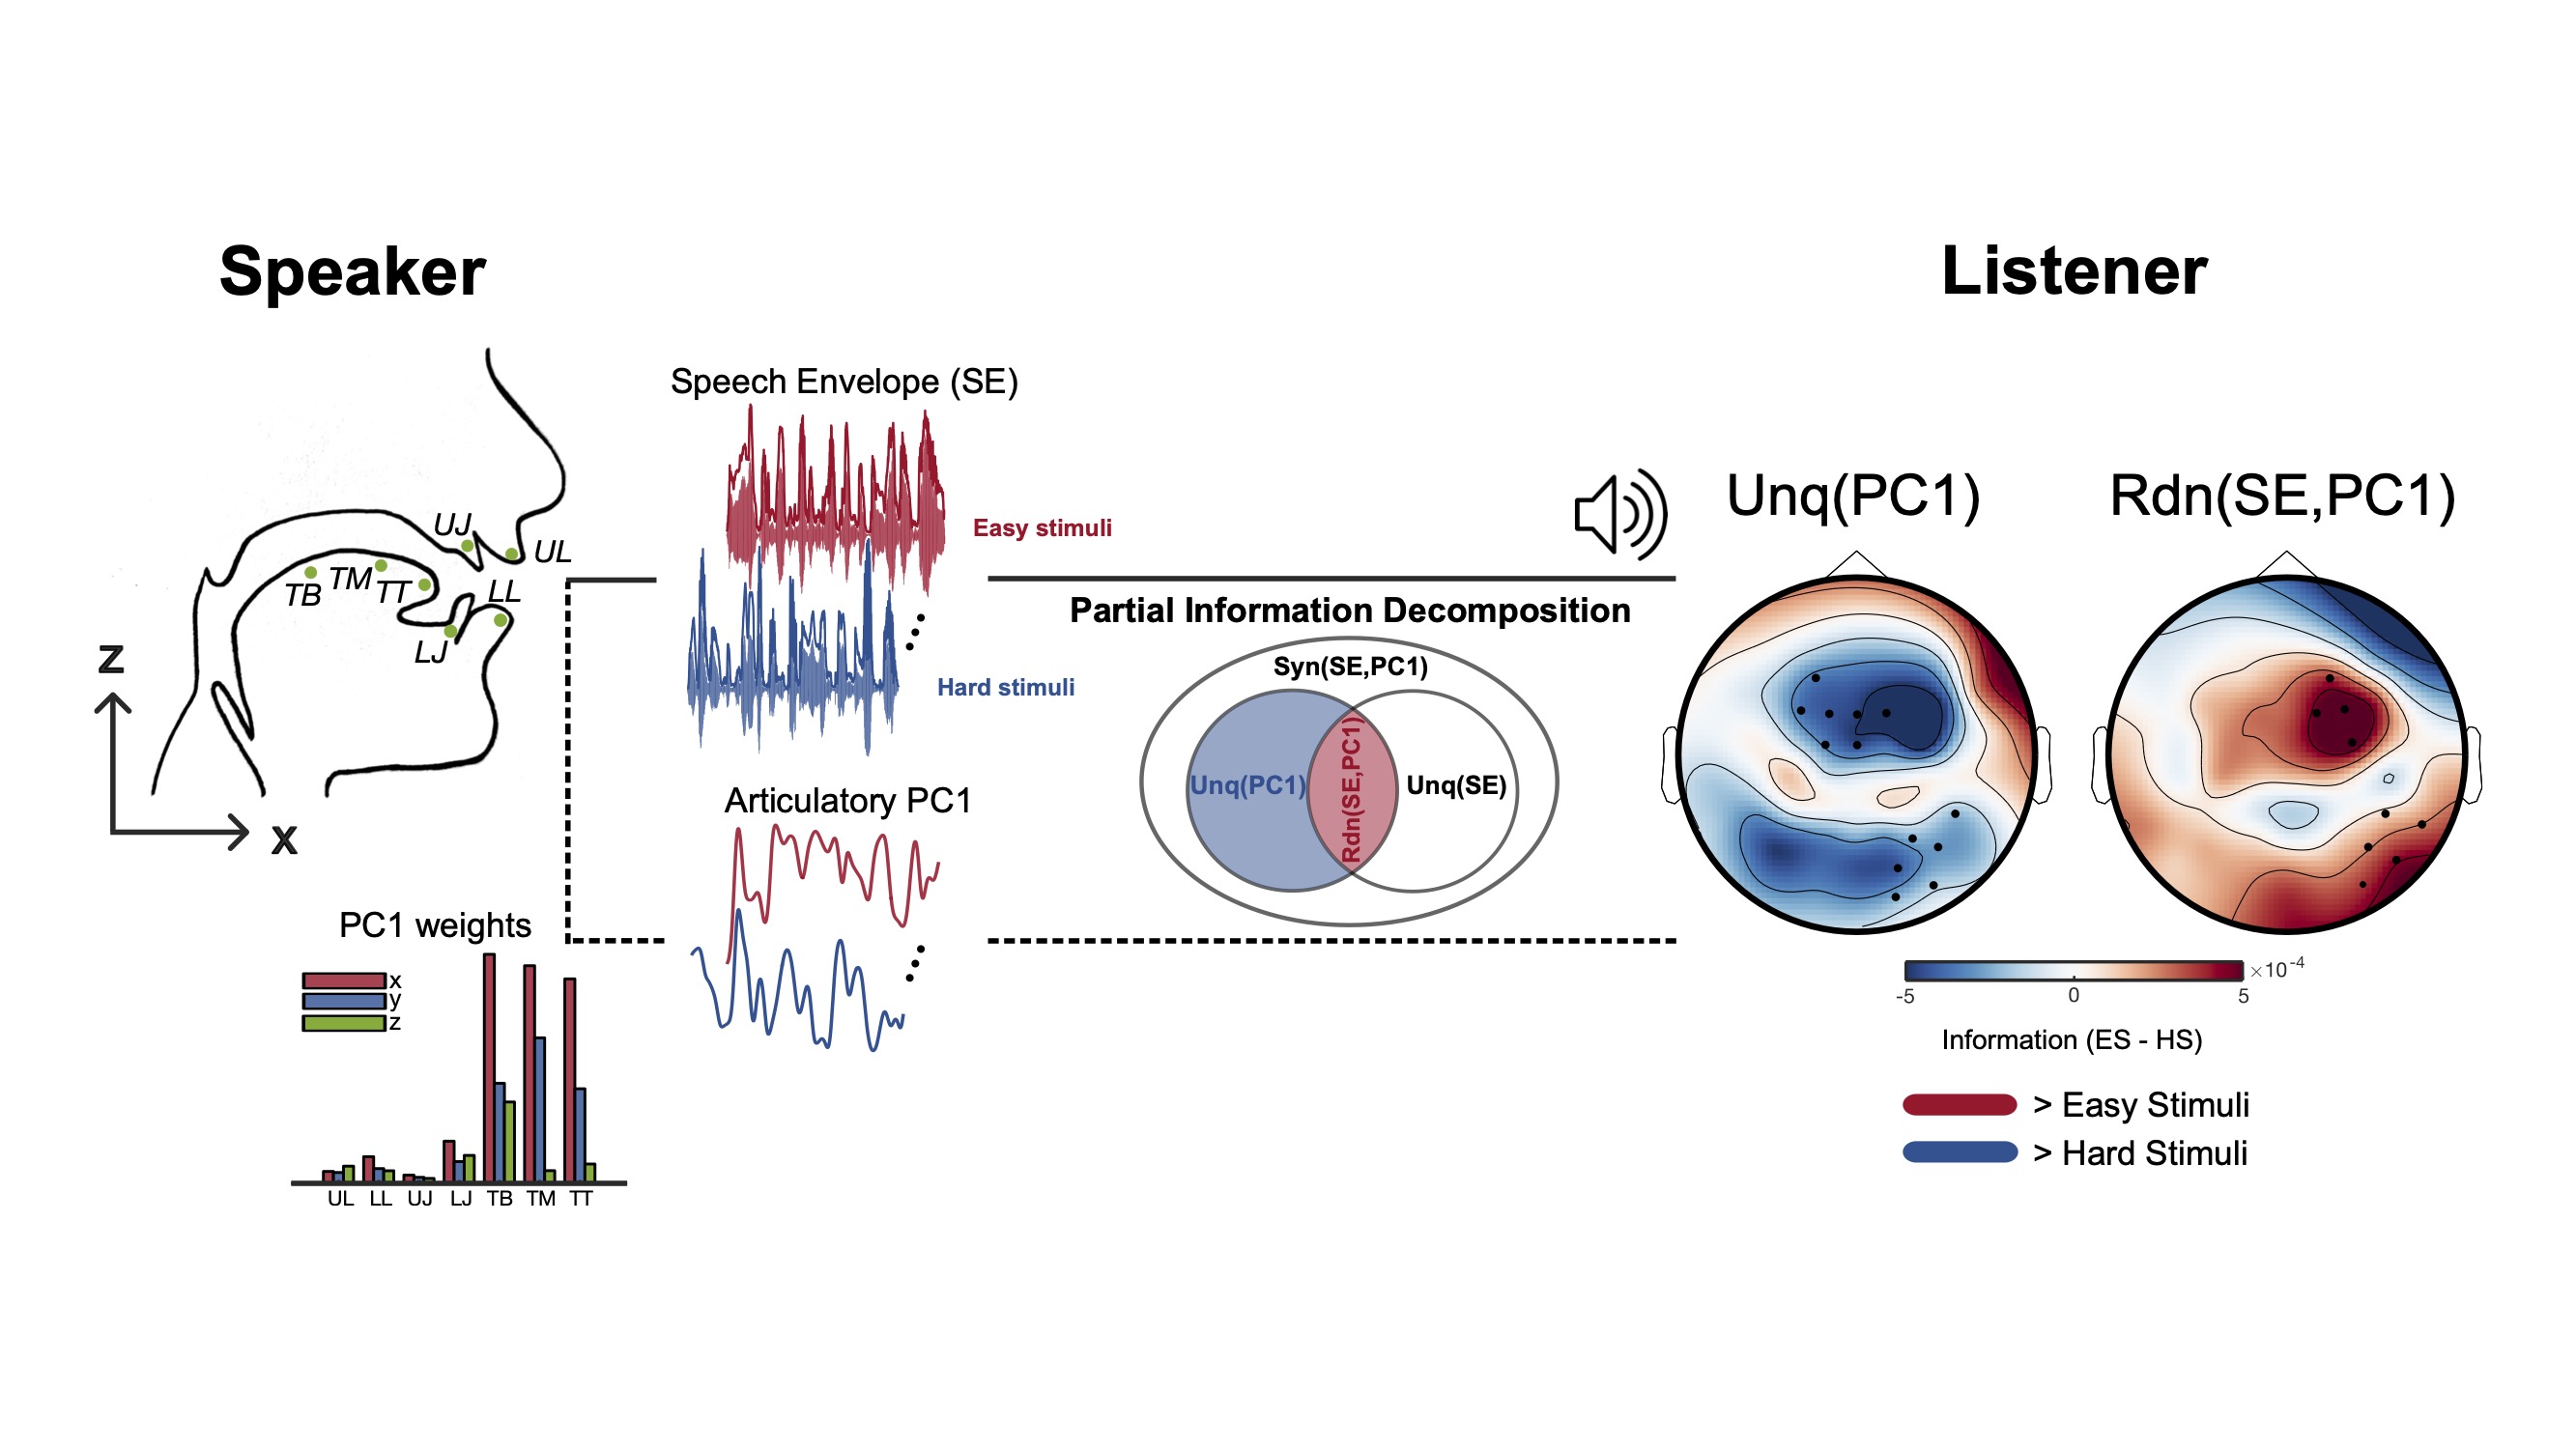 Speaker
Listener
Speech Envelope (SE)
Easy stimuli
Hard stimuli
UJ
UL
TB
TM
TT
LL
LJ
Z
X
Articulatory PC1
PC1 weights
x
y
z
UL LL UJ LJ TB TM TT
Partial Information Decomposition
Syn(SE,PC1)
Unq(PC1)
Rdn(SE,PC1)
Unq(SE)
Unq(PC1)
Rdn(SE,PC1)
×10-4
-5 0 5
Information (ES - HS)
> Easy Stimuli
> Hard Stimuli